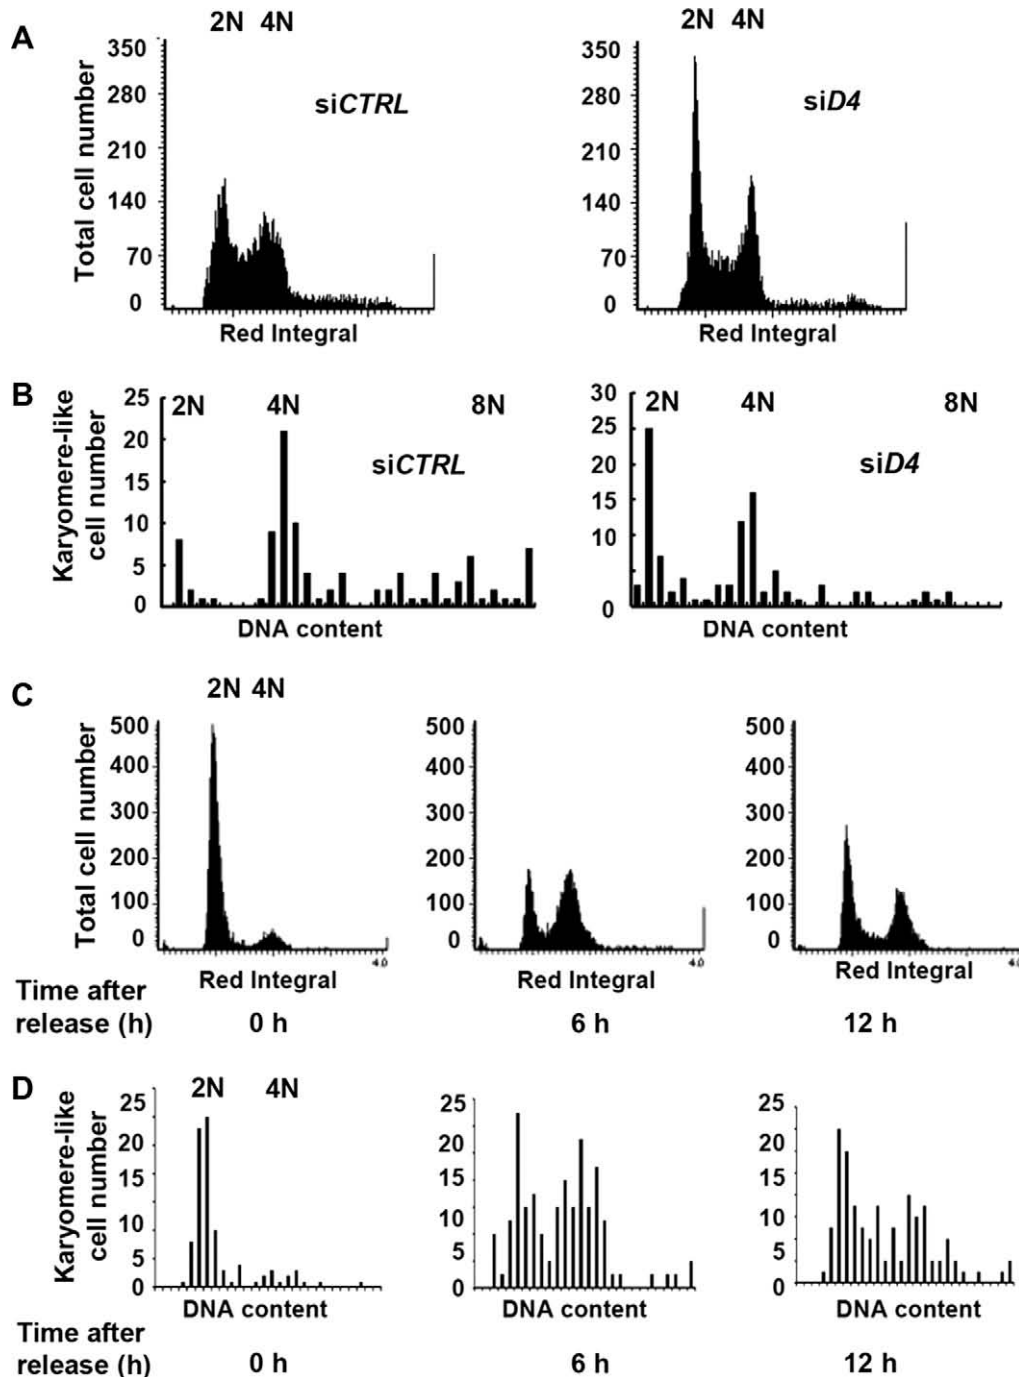 A
2N 4N
350
280
210
140
70
0
Total cell number
siCTRL
Red Integral
2N 4N
350
280
210
140
70
0
siD4
Red Integral
B
25
20
15
10
5
0
Karyomere-like
cell number
2N 4N 8N
siCTRL
DNA content
30
25
20
15
10
5
0
2N 4N 8N
siD4
DNA content
C
2N 4N
500
400
300
200
100
0
Total cell number
Red Integral
500
400
300
200
100
0
Red Integral
500
400
300
200
100
0
Red Integral
Time after
release (h) 0 h 6 h 12 h
D
2N 4N
25
20
15
10
5
0
Karyomere-like
cell number
DNA content
25
20
15
10
5
0
DNA content
25
20
15
10
5
0
DNA content
Time after
release (h) 0 h 6 h 12 h